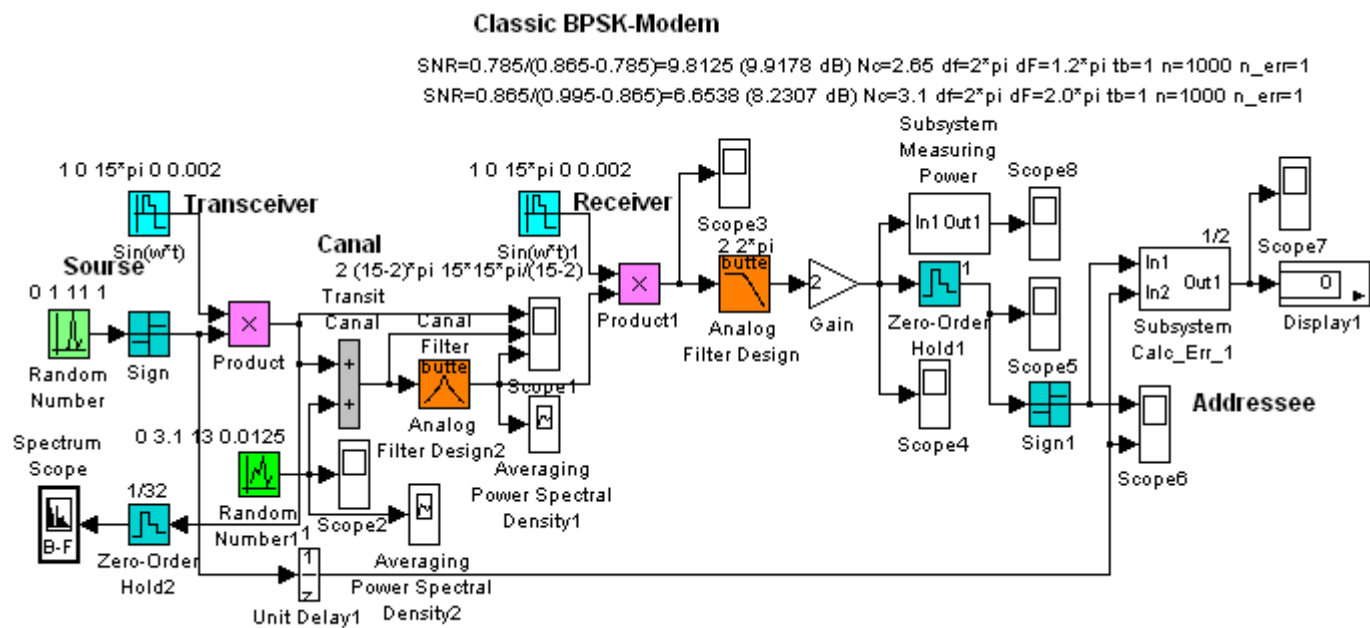 Classic BPSK-Modem
SNR=0.785/(0.865-0.785)=9.8125 (9.9178 dB) Nc=2.65 df=2*pi dF=1.2*pi tb=1 n=1000 n_err=1
SNR=0.865/(0.995-0.865)=6.6538 (8.2307 dB) Nc=3.1 df=2*pi dF=2.0*pi tb=1 n=1000 n_err=1
1 0 15*pi 0 0.002
Transceiver
Sin(w*t)
Sourse
0 1 11 1
Random
Number
Sign
×
Product
Canal
2 (15-2)*pi 15*15*pi/(15-2)
Transit
Canal
+
+
Canal
Filter
butte
Analog
Filter Design2
Scope1
Averaging
Power Spectral
Density1
0 3.1 13 0.0125
Random
Number1
Scope2
Averaging
Power Spectral
Density2
Spectrum
Scope
B-F
1/32
Zero-Order
Hold2
1
1
z
Unit Delay1
1 0 15*pi 0 0.002
Receiver
Sin(w*t)1
×
Product1
Scope3
2 2*pi
butte
Analog
Filter Design
2
Gain
Subsystem
Measuring
Power
In1 Out1
Scope8
1
Zero-Order
Hold1
Scope5
Scope4
Sign1
1/2
In1
In2
Out1
Subsystem
Calc_Err_1
Scope7
0
Display1
Addressee
Scope6